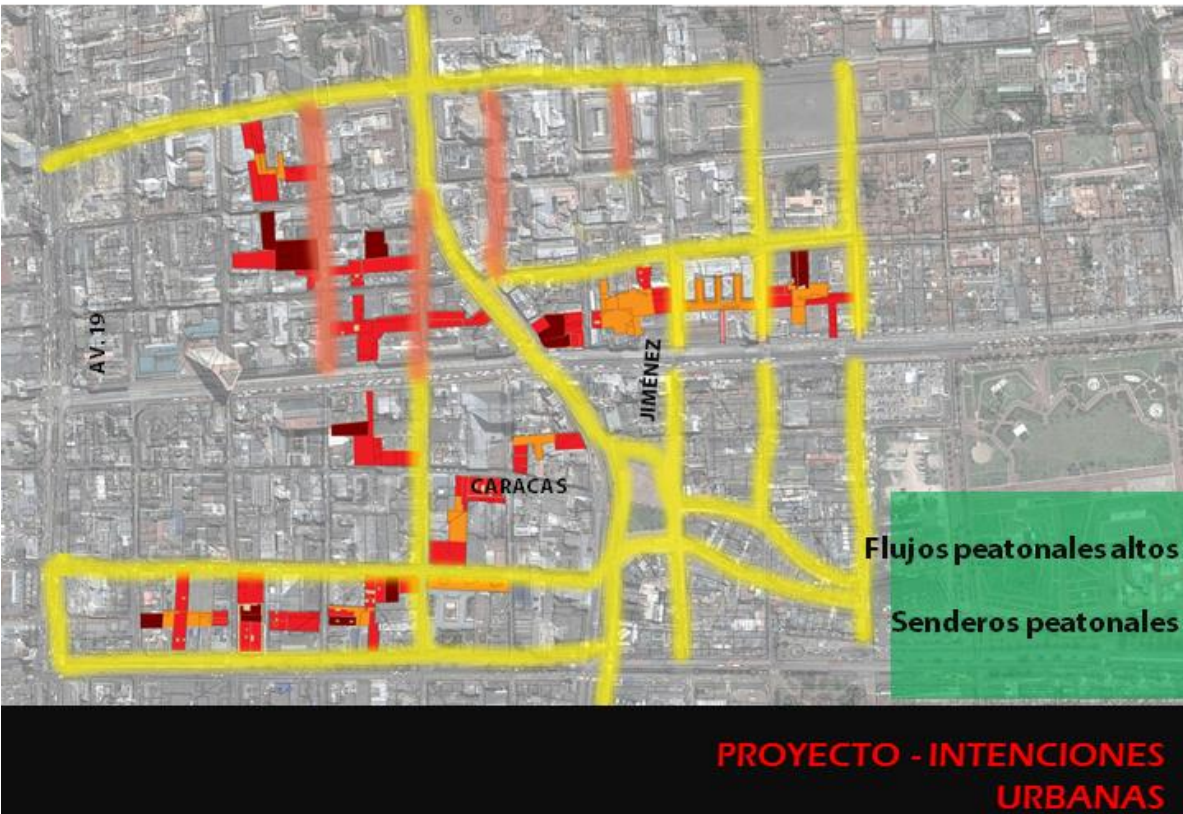 AV. 19
JIMÉNEZ
CARACAS
Flujos peatonales altos
Senderos peatonales
PROYECTO - INTENCIONES
URBANAS